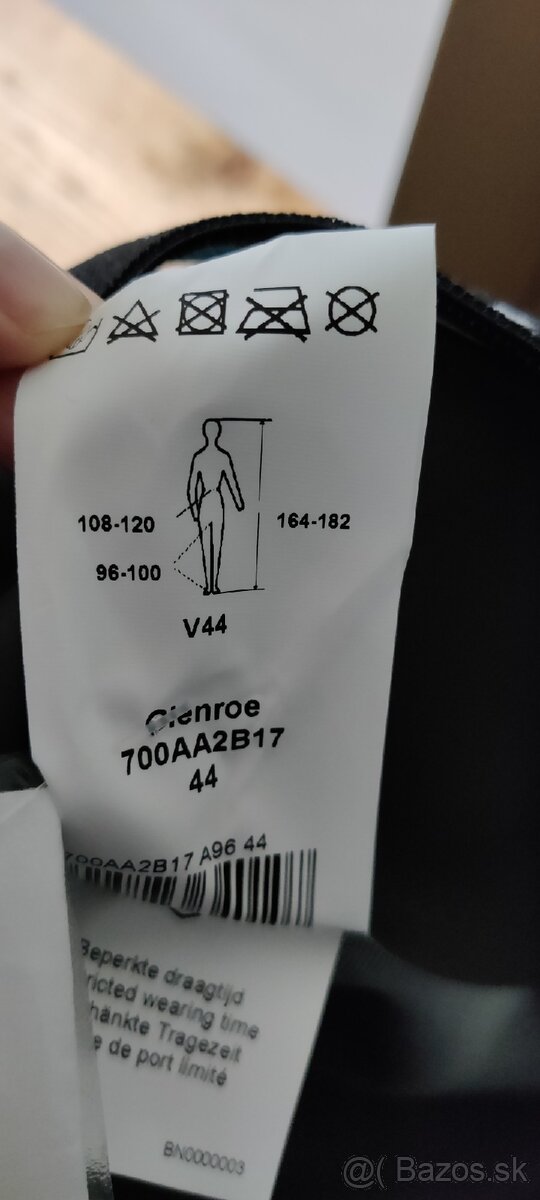 108-120
164-182
96-100
V44
Glenroe
700AA2B17
44
700AA2B17 A96 44
Beperkte draagtijd
ricted wearing time
hänkte Tragezeit
e de port limité
BN0000003
@( Bazos.sk